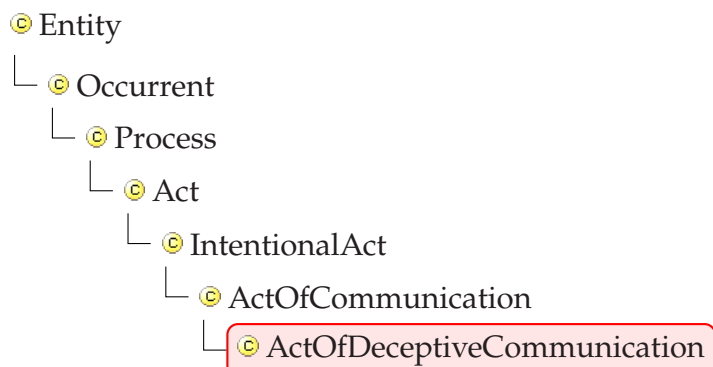 Entity
Occurrent
Process
Act
IntentionalAct
ActOfCommunication
ActOfDeceptiveCommunication